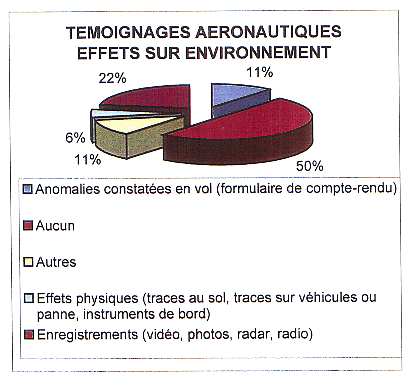 TEMOIGNAGES AERONAUTIQUES
EFFETS SUR ENVIRONNEMENT
22%
11%
6%
11%
50%
Anomalies constatées en vol (formulaire de compte-rendu)
Aucun
Autres
Effets physiques (traces au sol, traces sur véhicules ou
panne, instruments de bord)
Enregistrements (vidéo, photos, radar, radio)